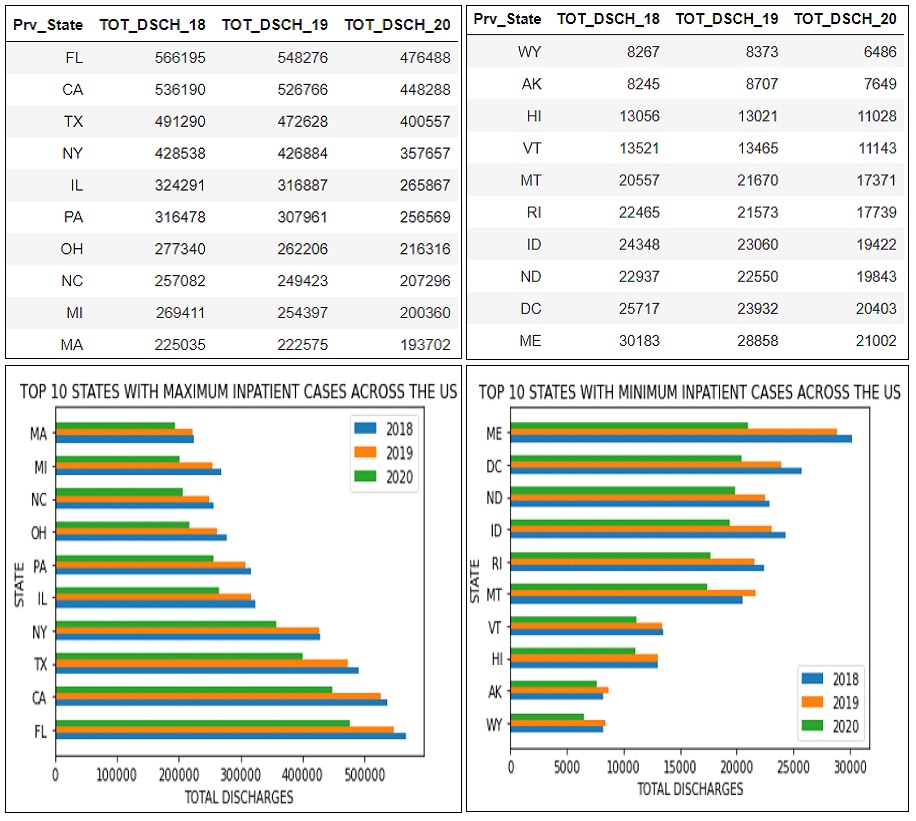 Prv_State TOT_DSCH_18 TOT_DSCH_19 TOT_DSCH_20
FL 566195 548276 476488
CA 536190 526766 448288
TX 491290 472628 400557
NY 428538 426884 357657
IL 324291 316887 265867
PA 316478 307961 256569
OH 277340 262206 216316
NC 257082 249423 207296
MI 269411 254397 200360
MA 225035 222575 193702
Prv_State TOT_DSCH_18 TOT_DSCH_19 TOT_DSCH_20
WY 8267 8373 6486
AK 8245 8707 7649
HI 13056 13021 11028
VT 13521 13465 11143
MT 20557 21670 17371
RI 22465 21573 17739
ID 24348 23060 19422
ND 22937 22550 19843
DC 25717 23932 20403
ME 30183 28858 21002
TOP 10 STATES WITH MAXIMUM INPATIENT CASES ACROSS THE US
2018
2019
2020
STATE
MA
MI
NC
OH
PA
IL
NY
TX
CA
FL
0 100000 200000 300000 400000 500000
TOTAL DISCHARGES
TOP 10 STATES WITH MINIMUM INPATIENT CASES ACROSS THE US
STATE
ME
DC
ND
ID
RI
MT
VT
HI
AK
WY
2018
2019
2020
0 5000 10000 15000 20000 25000 30000
TOTAL DISCHARGES